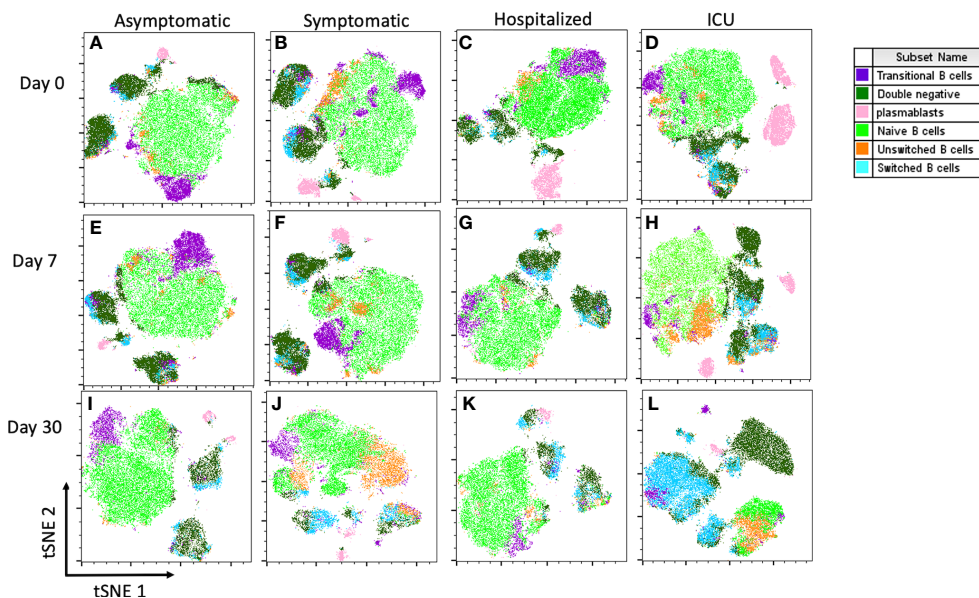 Asymptomatic Symptomatic Hospitalized ICU
A B C D
Day 0
Subset Name
Transitional B cells
Double negative
plasmablasts
Naive B cells
Unswitched B cells
Switched B cells
E F G H
Day 7
I J K L
Day 30
tSNE 2
tSNE 1